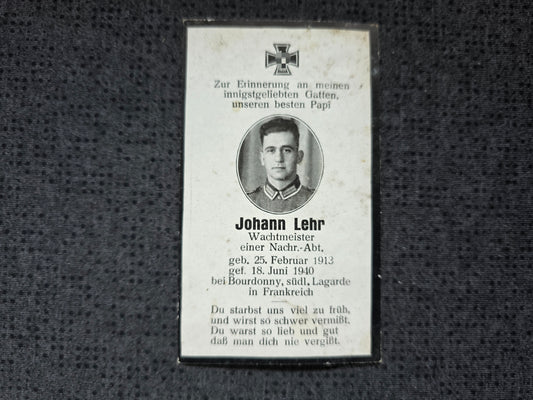 Zur Erinnerung an meinen
innigstgeliebten Gatten,
unseren besten Papi
Johann Lehr
Wachtmeister
einer Nachr.-Abt,
geb. 25. Februar 1913
gef. 18. Juni 1940
bei Bourdonny, südl. Lagarde
in Frankreich
Du starbst uns viel zu früh,
und wirst so schwer vermißt.
Du warst so lieb und gut
daß man dich nie vergißt.